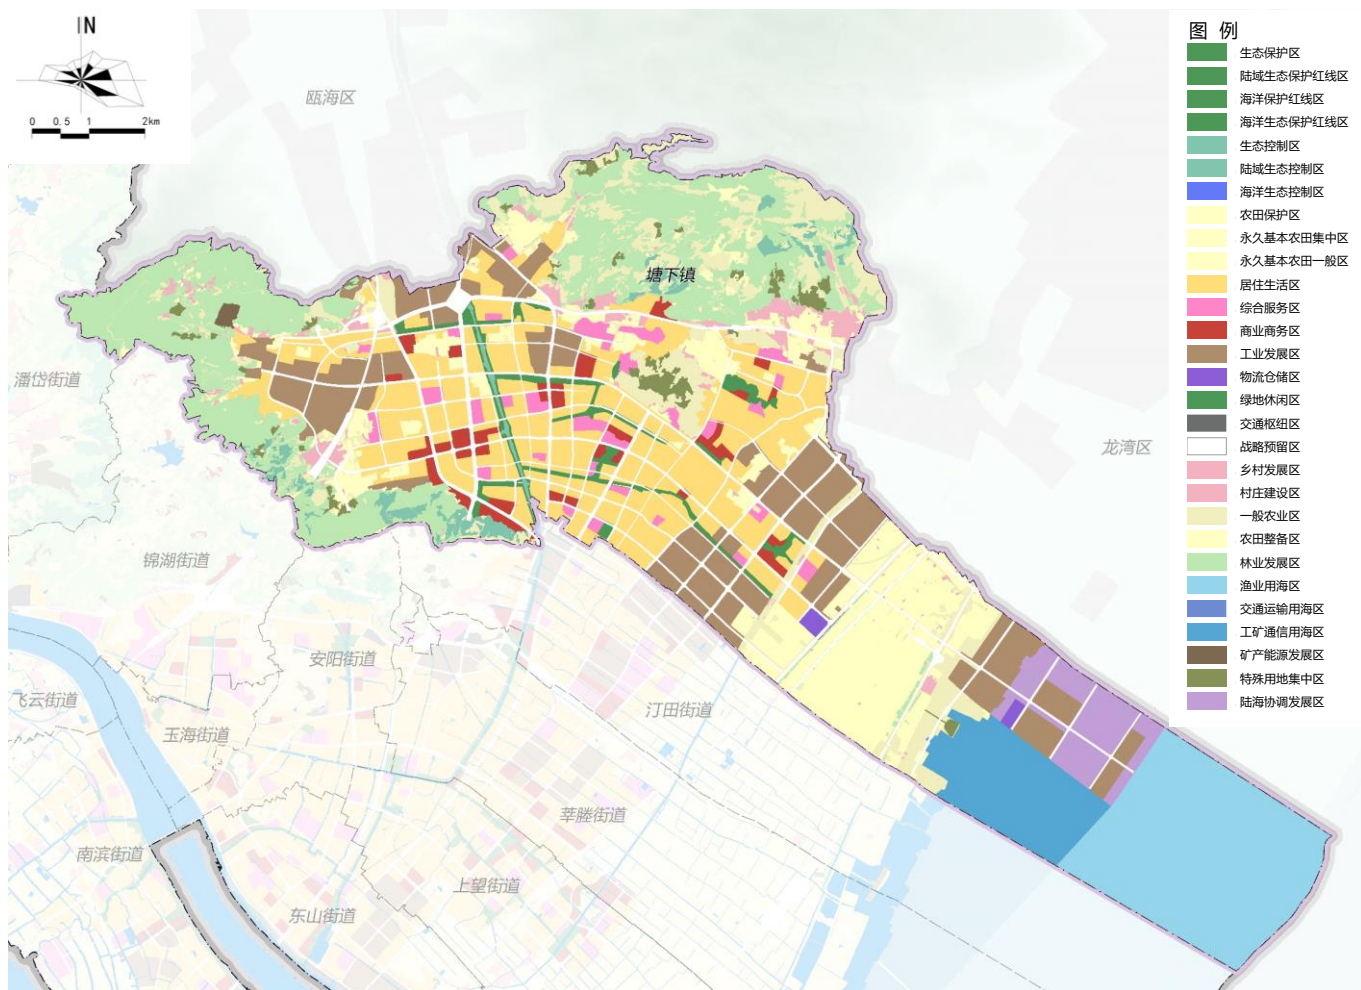 N
0 0.5 1 2km
图 例
生态保护区
陆域生态保护红线区
海洋保护红线区
海洋生态保护红线区
生态控制区
陆域生态控制区
海洋生态控制区
农田保护区
永久基本农田集中区
永久基本农田一般区
居住生活区
综合服务区
商业商务区
工业发展区
物流仓储区
绿地休闲区
交通枢纽区
战略预留区
乡村发展区
村庄建设区
一般农业区
农田整备区
林业发展区
渔业用海区
交通运输用海区
工矿通信用海区
矿产能源发展区
特殊用地集中区
陆海协调发展区
瓯海区
塘下镇
潘岱街道
龙湾区
锦湖街道
安阳街道
飞云街道
汀田街道
玉海街道
莘塍街道
南滨街道
上望街道
东山街道